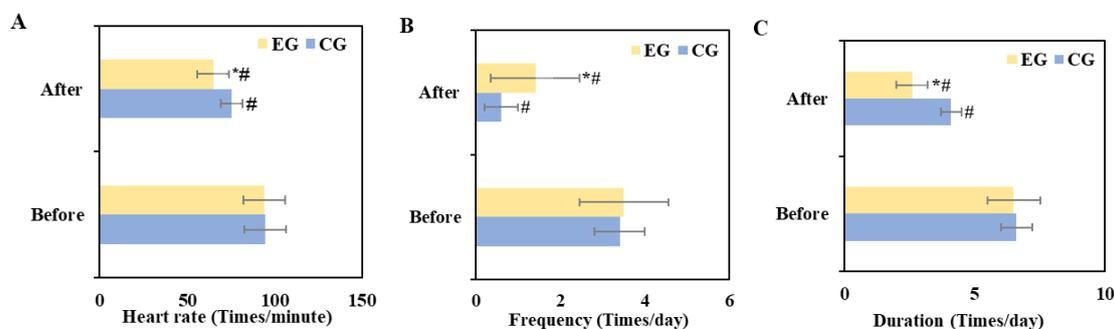 A
EG CG
After
*#
#
Before
0 50 100 150
Heart rate (Times/minute)
B
EG CG
After
*#
#
Before
0 2 4 6
Frequency (Times/day)
C
EG CG
After
*#
#
Before
0 5 10
Duration (Times/day)